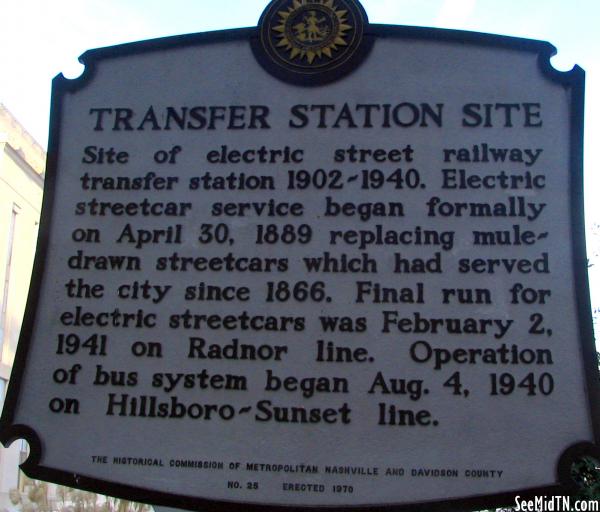 TRANSFER STATION SITE
Site of electric street railway
transfer station 1902-1940. Electric
streetcar service began formally
on April 30, 1889 replacing mule-
drawn streetcars which had served
the city since 1866. Final run for
electric streetcars was February 2,
1941 on Radnor line. Operation
of bus system began Aug. 4, 1940
on Hillsboro-Sunset line.
THE HISTORICAL COMMISSION OF METROPOLITAN NASHVILLE AND DAVIDSON COUNTY
NO. 25 ERECTED 1970
SeeMidTN.com